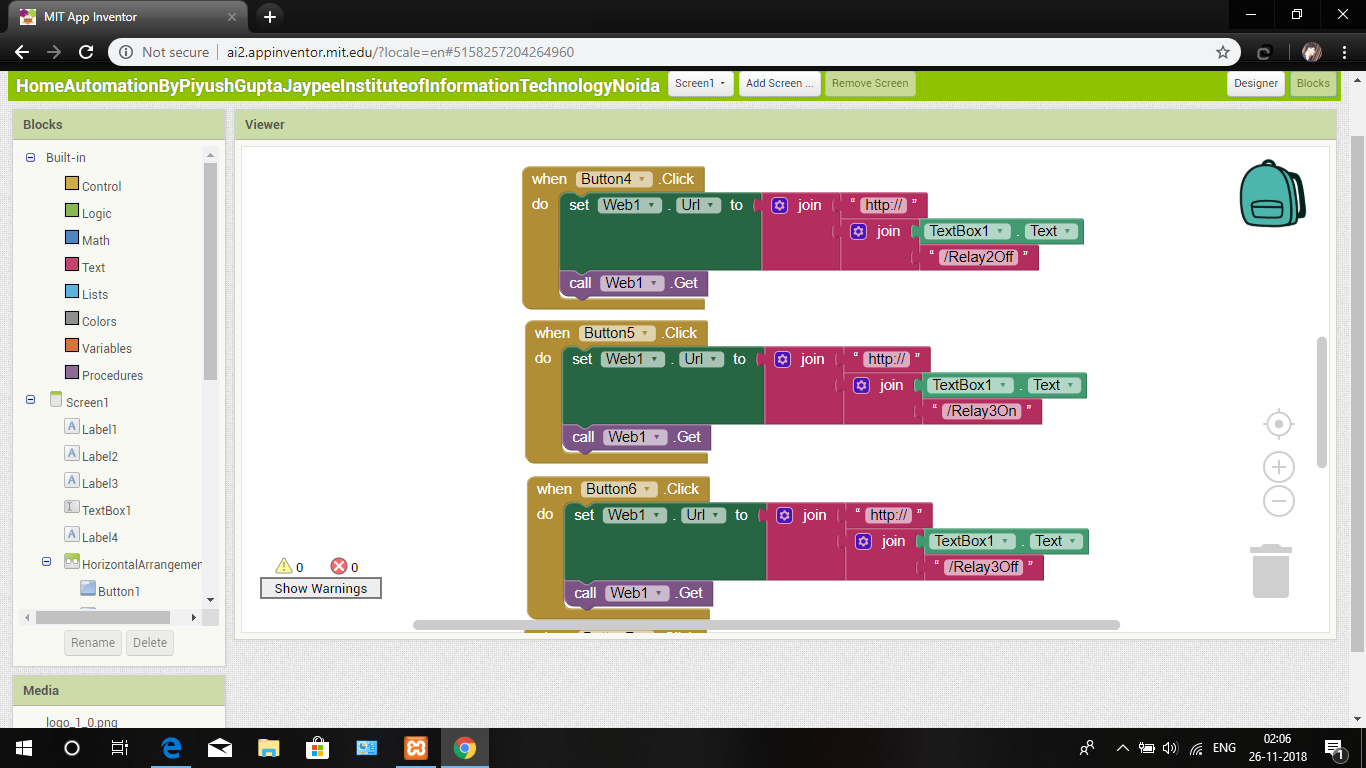 MIT App Inventor
Not secure | ai2.appinventor.mit.edu/?locale=en#5158257204264960
HomeAutomationByPiyushGuptaJaypeeInstituteofInformationTechnologyNoida Screen1 Add Screen ... Remove Screen Designer Blocks
Blocks
Viewer
Built-in
Control
Logic
Math
Text
Lists
Colors
Variables
Procedures
Screen1
Label1
Label2
Label3
TextBox1
Label4
HorizontalArrangemen
Button1
Rename Delete
Media
logo_1_0.png
when Button4 .Click
do set Web1 . Url to join “ http:// ”
join TextBox1 . Text
“ /Relay2Off ”
call Web1 .Get
when Button5 .Click
do set Web1 . Url to join “ http:// ”
join TextBox1 . Text
“ /Relay3On ”
call Web1 .Get
when Button6 .Click
do set Web1 . Url to join “ http:// ”
join TextBox1 . Text
“ /Relay3Off ”
call Web1 .Get
0 0
Show Warnings
ENG
02:06
26-11-2018
1